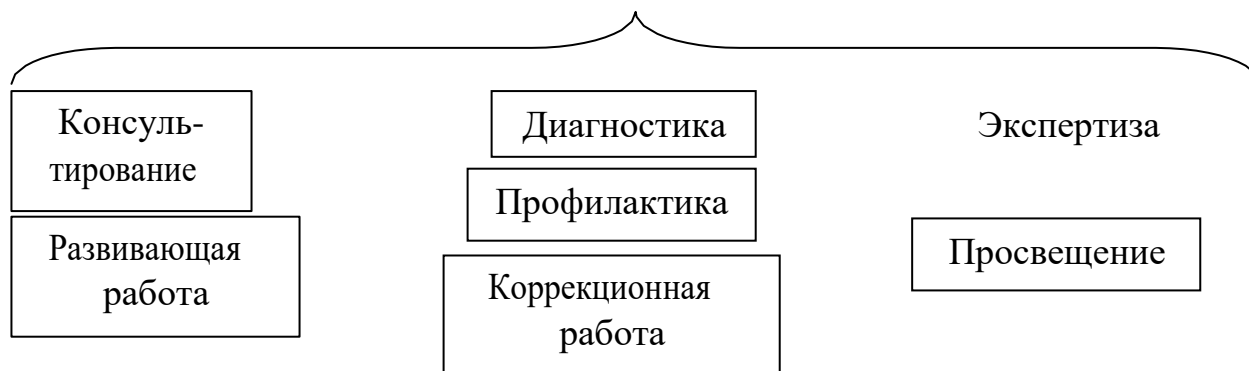 Консуль-
тирование
Развивающая
работа
Диагностика
Профилактика
Коррекционная
работа
Экспертиза
Просвещение